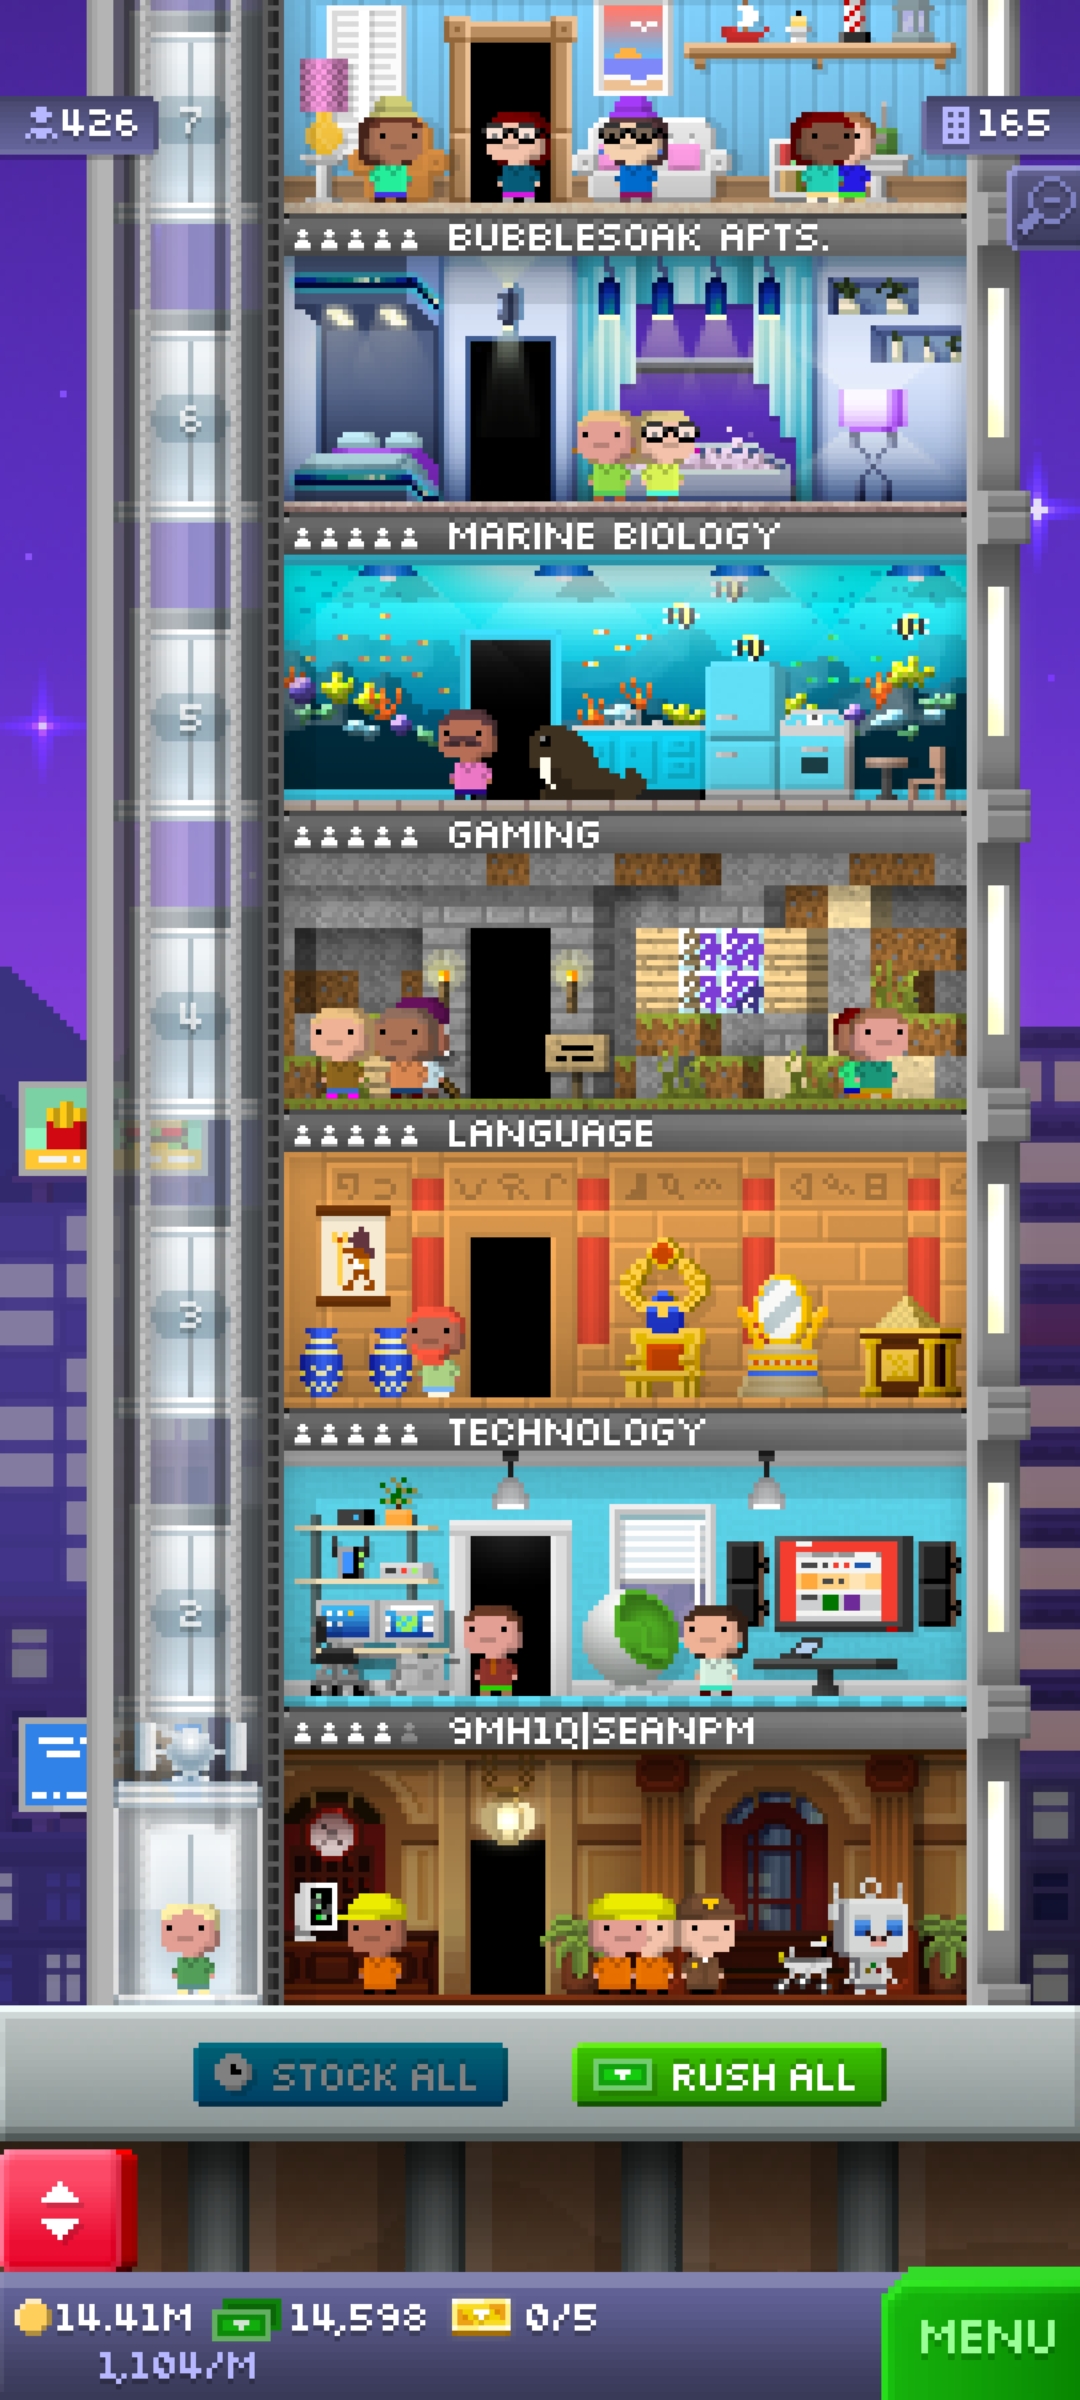 7
426
165
BUBBLESOAK APTS.
6
MARINE BIOLOGY
5
GAMING
4
LANGUAGE
3
TECHNOLOGY
2
9MH1Q|SEANPM
STOCK ALL
RUSH ALL
14.41M 14,598 0/5
1,104/M
MENU